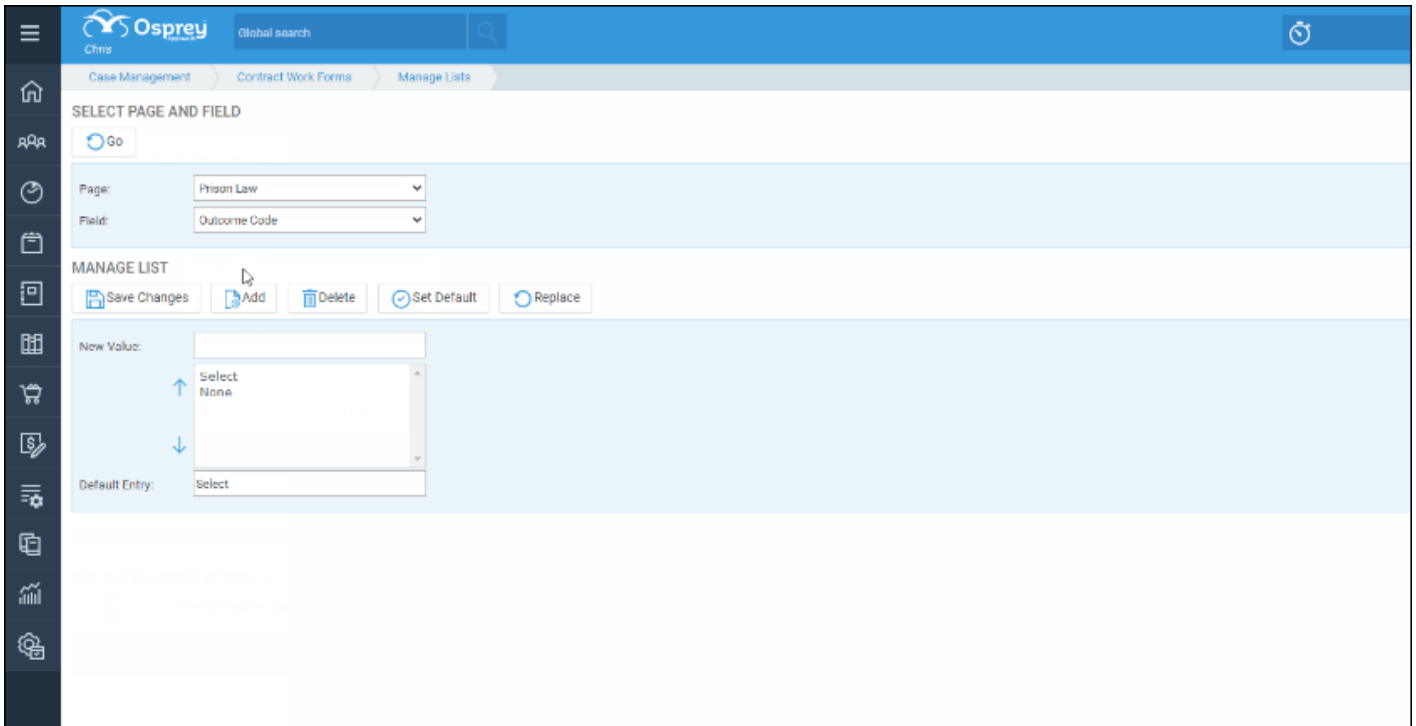 Osprey
Chris
Global search
Case Management
Contract Work Forms
Manage Lists
SELECT PAGE AND FIELD
Go
Page: Prison Law
Field: Outcome Code
MANAGE LIST
Save Changes Add Delete Set Default Replace
New Value:
Select
None
Default Entry: Select